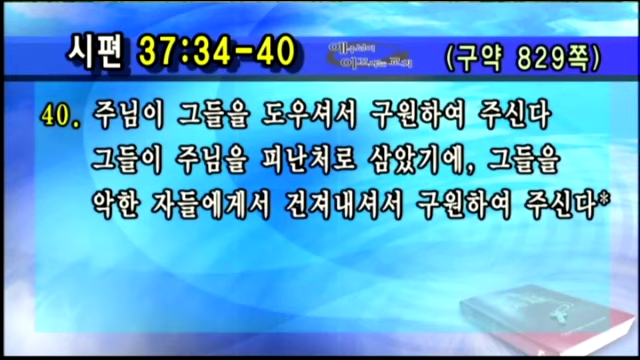 시편 37:34-40
(구약 829쪽)
40. 주님이 그들을 도우셔서 구원하여 주신다
그들이 주님을 피난처로 삼았기에, 그들을
악한 자들에게서 건져내셔서 구원하여 주신다*